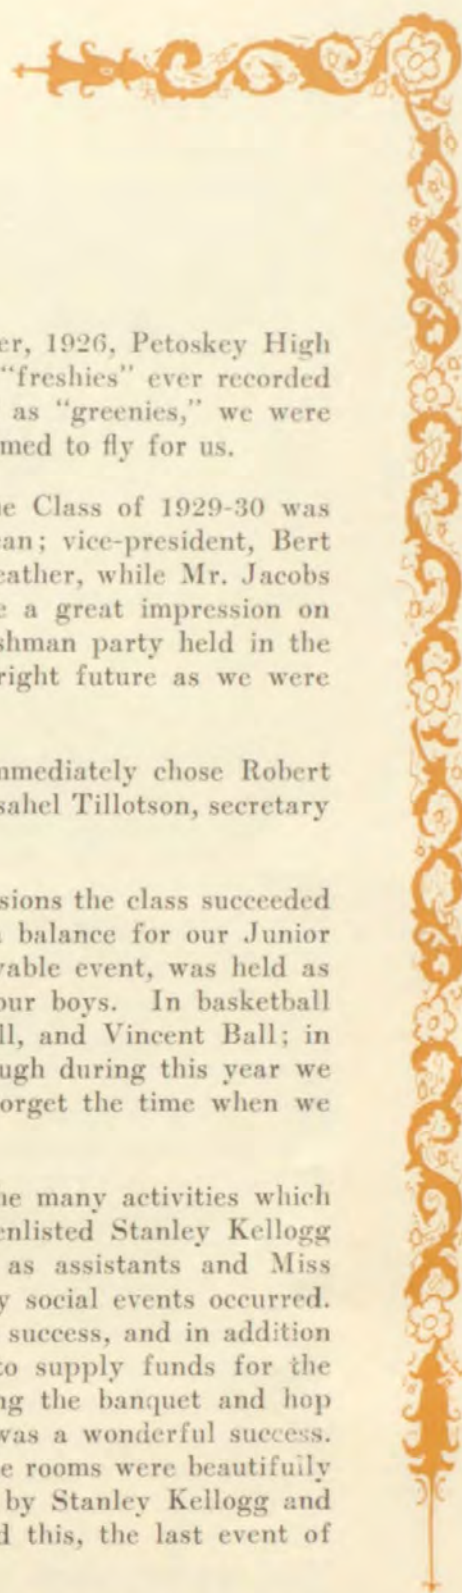 er, 1926, Petoskey High
"freshies" ever recorded
as "greenies," we were
med to fly for us.
e Class of 1929-30 was
an; vice-president, Bert
eather, while Mr. Jacobs
e a great impression on
shman party held in the
right future as we were
mmediately chose Robert
sahel Tillotson, secretary
sions the class succeeded
balance for our Junior
vable event, was held as
our boys. In basketball
ll, and Vincent Ball; in
ugh during this year we
orget the time when we
he many activities which
enlisted Stanley Kellogg
as assistants and Miss
y social events occurred.
success, and in addition
to supply funds for the
ng the banquet and hop
was a wonderful success.
e rooms were beautifully
by Stanley Kellogg and
d this, the last event of